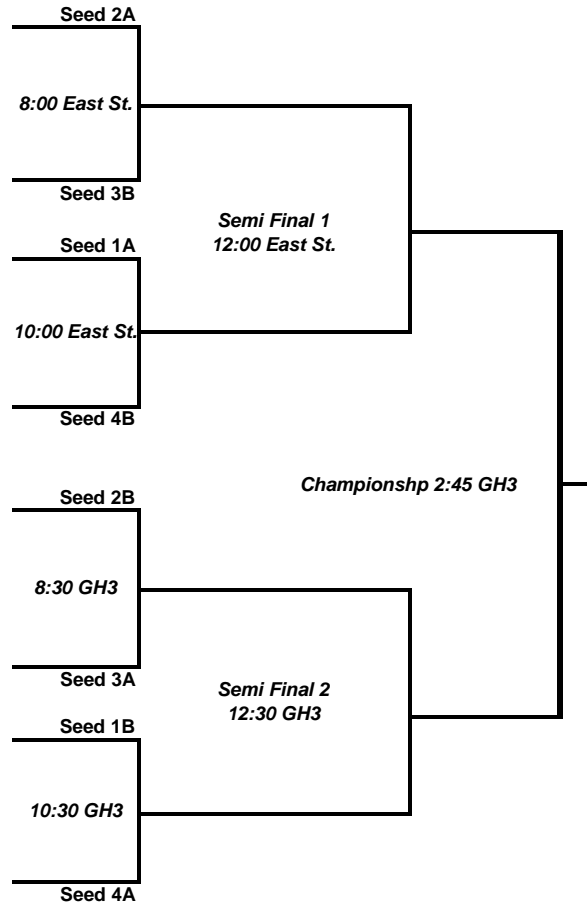 Seed 2A
8:00 East St.
Seed 3B
Semi Final 1
12:00 East St.
Seed 1A
10:00 East St.
Seed 4B
Championshp 2:45 GH3
Seed 2B
8:30 GH3
Seed 3A
Semi Final 2
12:30 GH3
Seed 1B
10:30 GH3
Seed 4A